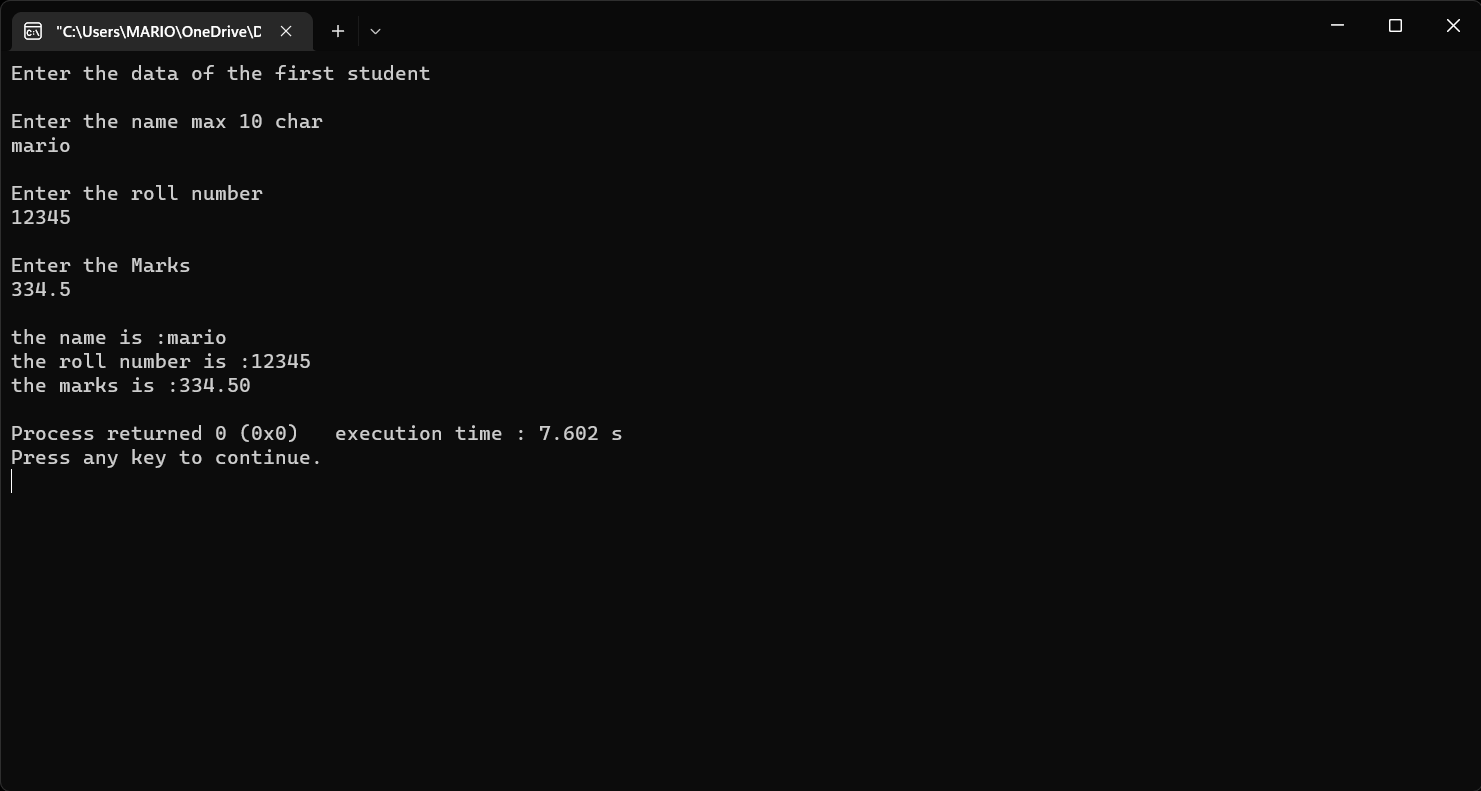 "C:\Users\MARIO\OneDrive\D
Enter the data of the first student
Enter the name max 10 char
mario
Enter the roll number
12345
Enter the Marks
334.5
the name is :mario
the roll number is :12345
the marks is :334.50
Process returned 0 (0x0)   execution time : 7.602 s
Press any key to continue.